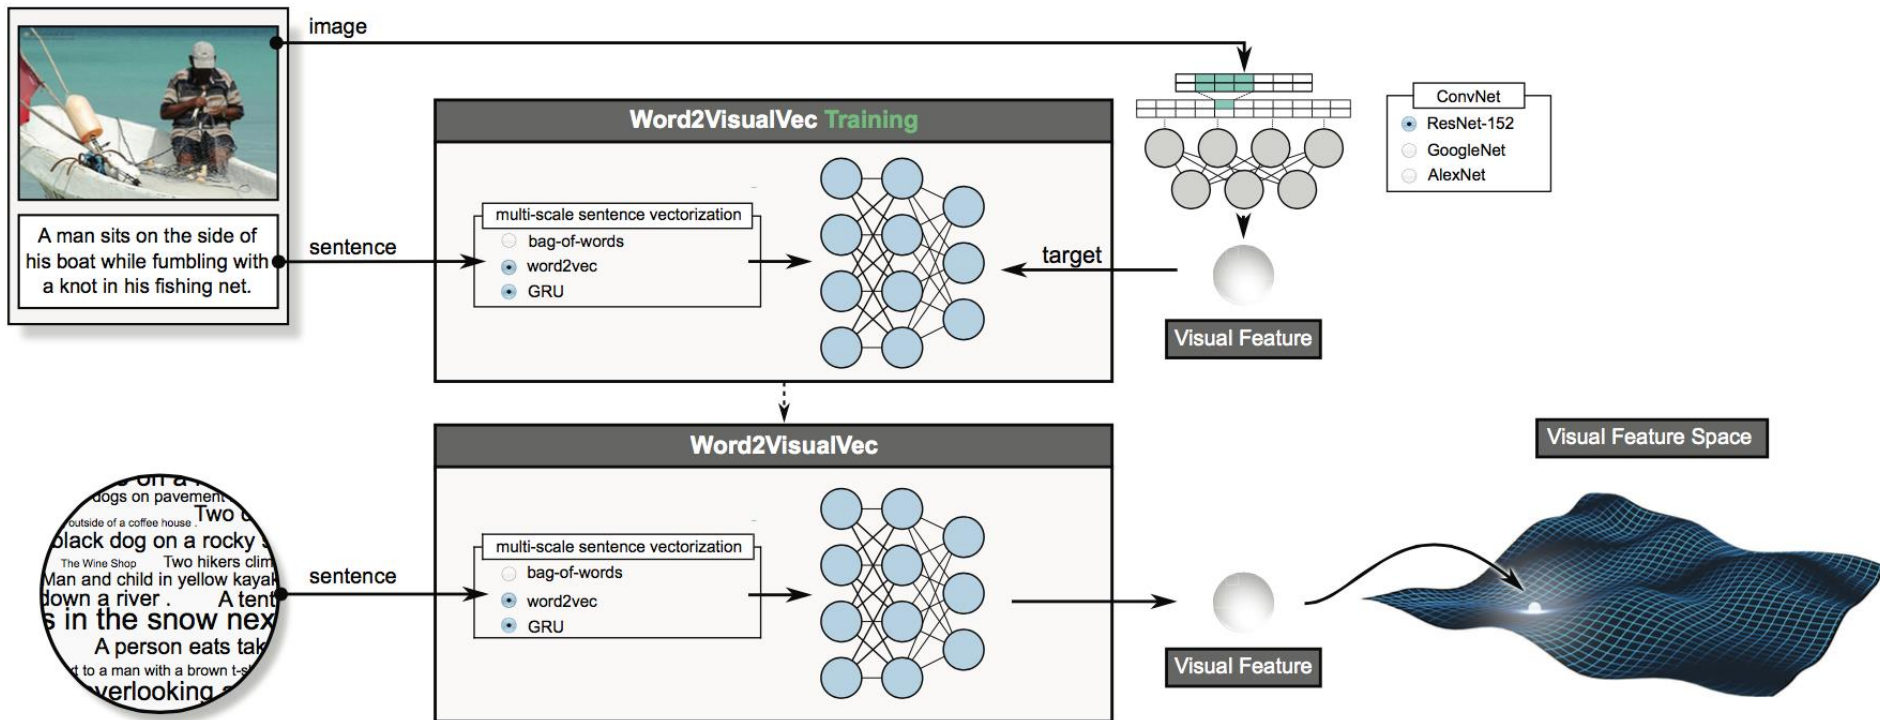 image
Word2VisualVec Training
ConvNet
ResNet-152
GoogleNet
AlexNet
multi-scale sentence vectorization
bag-of-words
word2vec
GRU
A man sits on the side of
his boat while fumbling with
a knot in his fishing net.
sentence
target
Visual Feature
Word2VisualVec
Visual Feature Space
on a
dogs on pavement
outside of a coffee house . Two
black dog on a rocky
The Wine Shop Two hikers clim
Man and child in yellow kayak
down a river . A tent
s in the snow nex
A person eats tak
t to a man with a brown t-s
overlooking
sentence
multi-scale sentence vectorization
bag-of-words
word2vec
GRU
Visual Feature